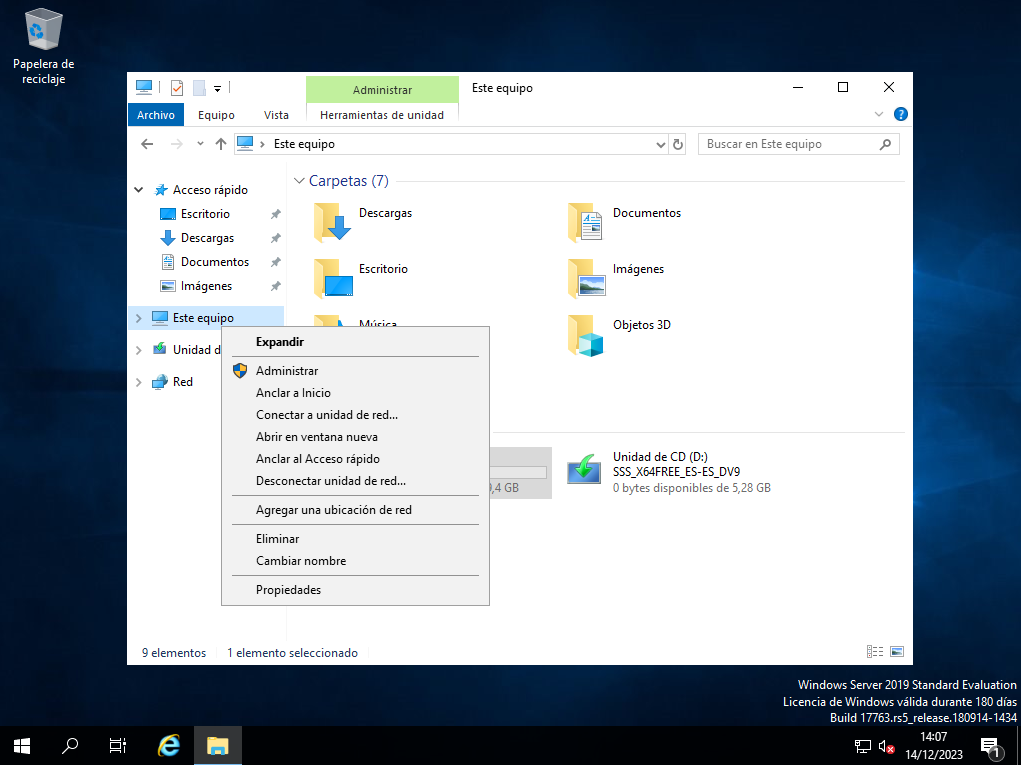 Papelera de
reciclaje
Administrar
Este equipo
Archivo
Equipo
Vista
Herramientas de unidad
Este equipo
Buscar en Este equipo
Acceso rápido
Escritorio
Descargas
Documentos
Imágenes
Este equipo
Unidad d
Red
Carpetas (7)
Descargas
Documentos
Escritorio
Imágenes
Música
Objetos 3D
Expandir
Administrar
Anclar a Inicio
Conectar a unidad de red...
Abrir en ventana nueva
Anclar al Acceso rápido
Desconectar unidad de red...
Agregar una ubicación de red
Eliminar
Cambiar nombre
Propiedades
,4 GB
Unidad de CD (D:)
SSS_X64FREE_ES-ES_DV9
0 bytes disponibles de 5,28 GB
9 elementos
1 elemento seleccionado
Windows Server 2019 Standard Evaluation
Licencia de Windows válida durante 180 días
Build 17763.rs5_release.180914-1434
14:07
14/12/2023
1